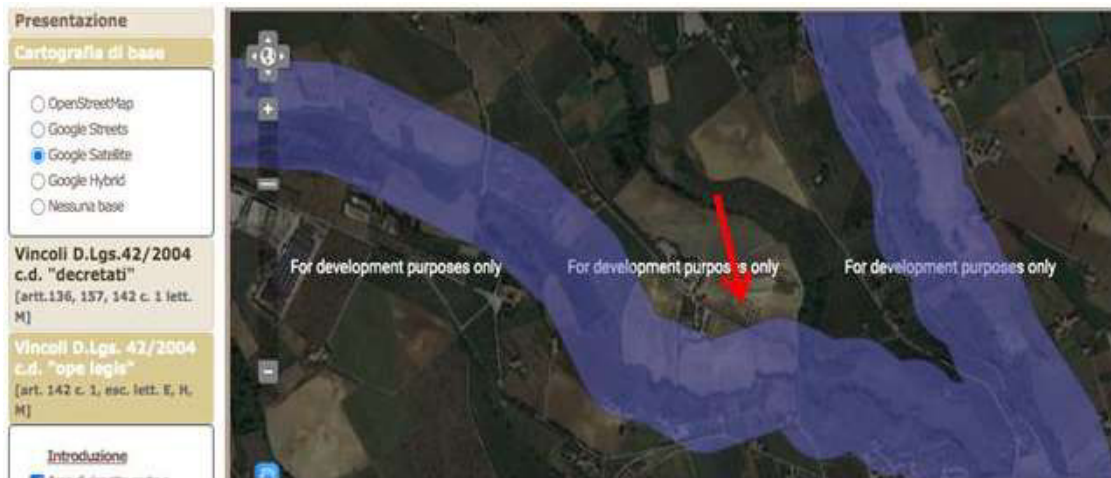 Presentazione
Cartografia di base
OpenStreetMap
Google Streets
Google Satellite
Google Hybrid
Nessuna base
Vincoli D.Lgs.42/2004
c.d. "decretati"
[artt.136, 157, 142 c. 1 lett.
M]
Vincoli D.Lgs. 42/2004
c.d. "ope legis"
[art. 142 c. 1, esc. lett. E, H,
M]
Introduzione
For development purposes only
For development purposes only
For development purposes only